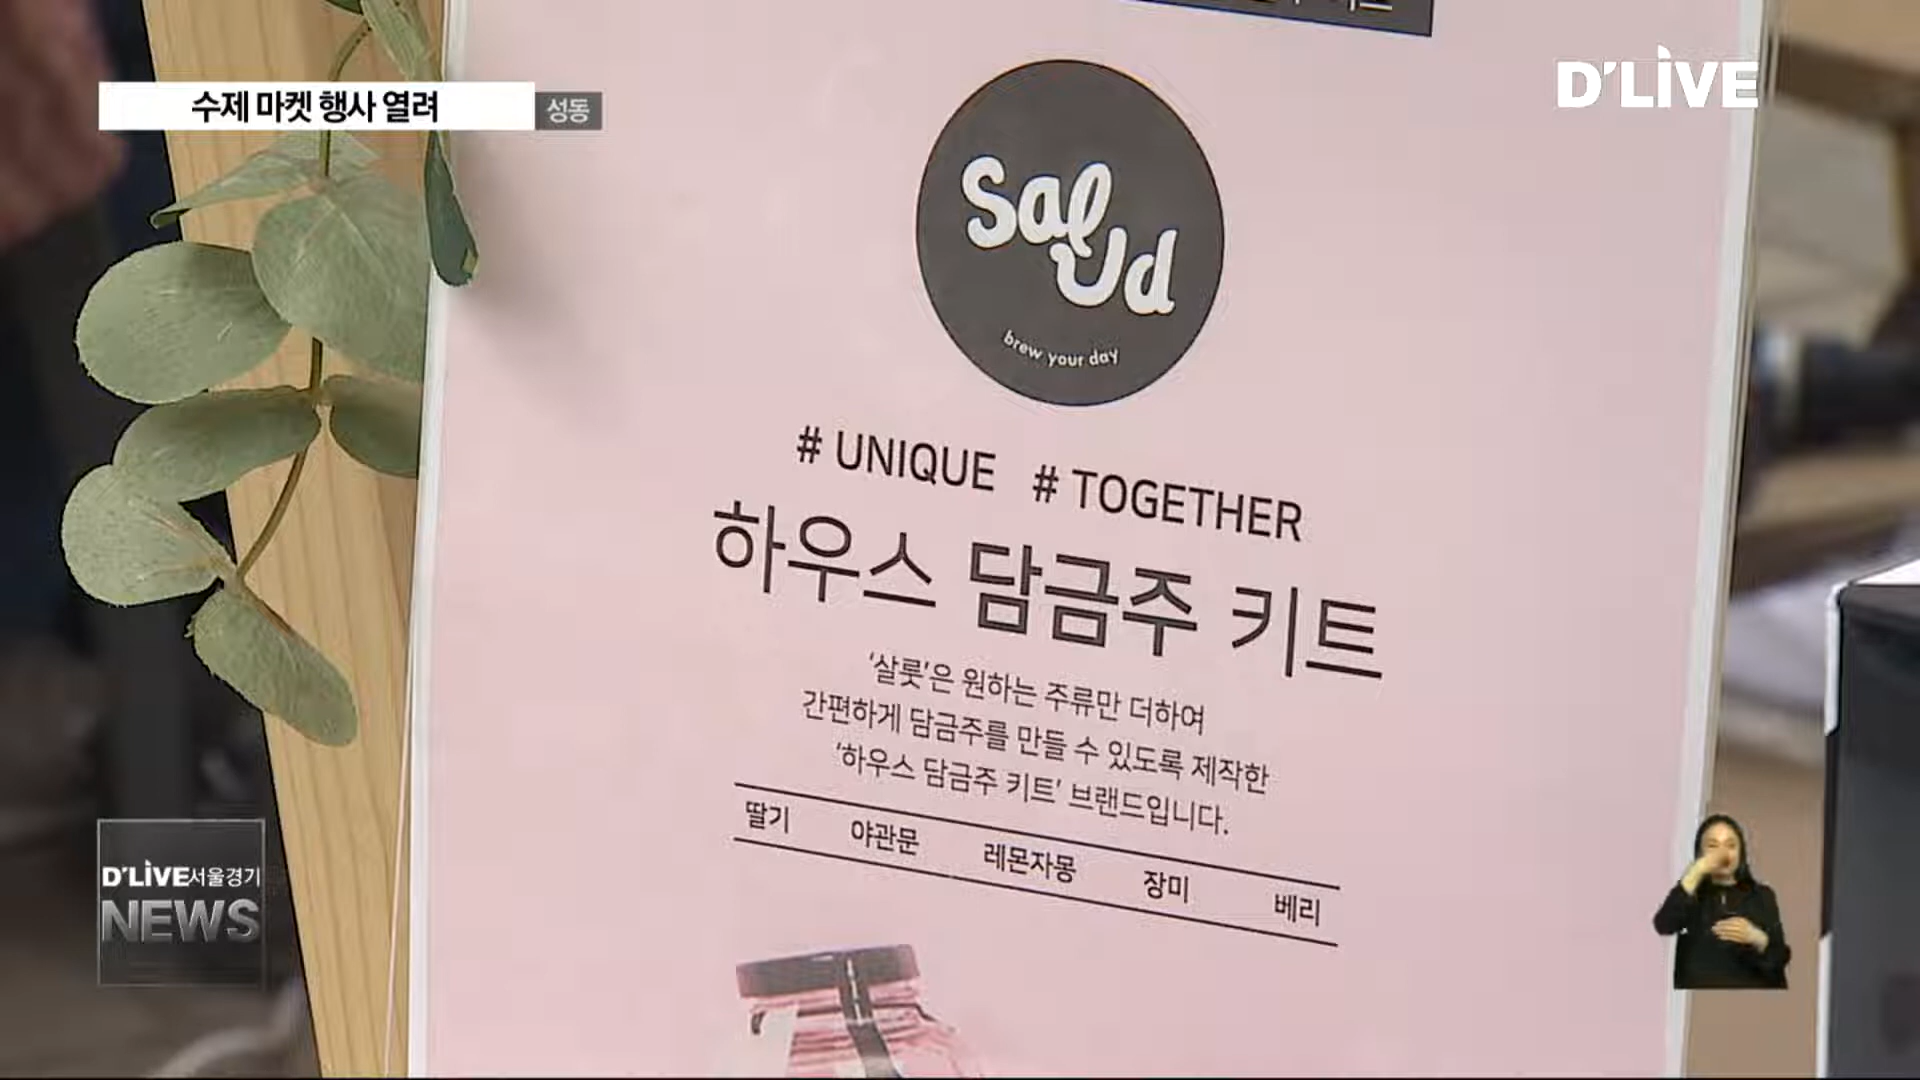 수제 마켓 행사 열려
성동
D'LIVE
Salud
brew your day
# UNIQUE # TOGETHER
하우스 담금주 키트
'살룻'은 원하는 주류만 더하여
간편하게 담금주를 만들 수 있도록 제작한
'하우스 담금주 키트' 브랜드입니다.
딸기 야관문 레몬자몽 장미 베리
D'LIVE서울경기
NEWS